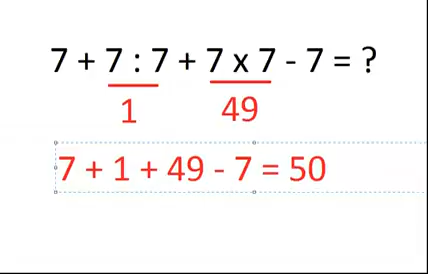 7 + 7 : 7 + 7 x 7 - 7 = ?
1 49
7 + 1 + 49 - 7 = 50